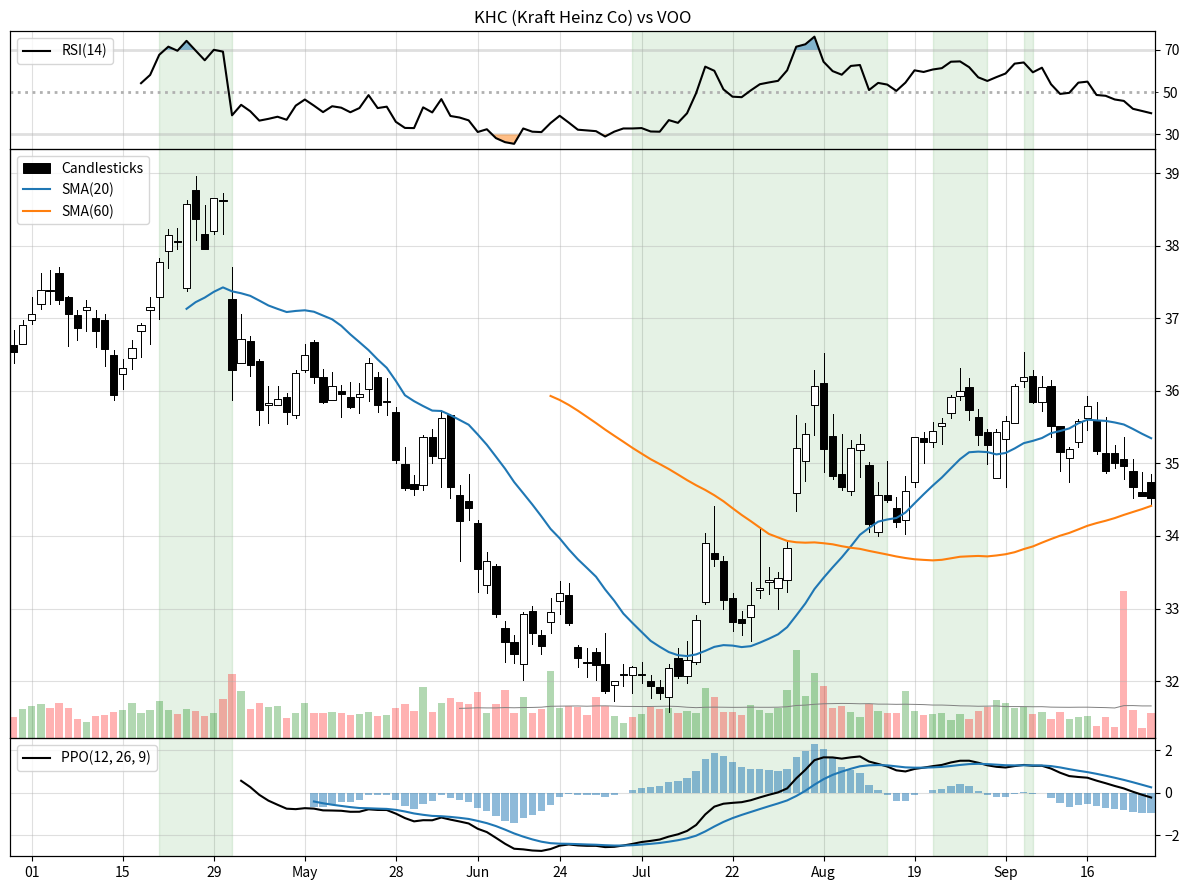 KHC (Kraft Heinz Co) vs VOO
RSI(14)
70
50
30
Candlesticks
SMA(20)
SMA(60)
39
38
37
36
35
34
33
32
PPO(12, 26, 9)
2
0
−2
01 15 29 May 28 Jun 24 Jul 22 Aug 19 Sep 16